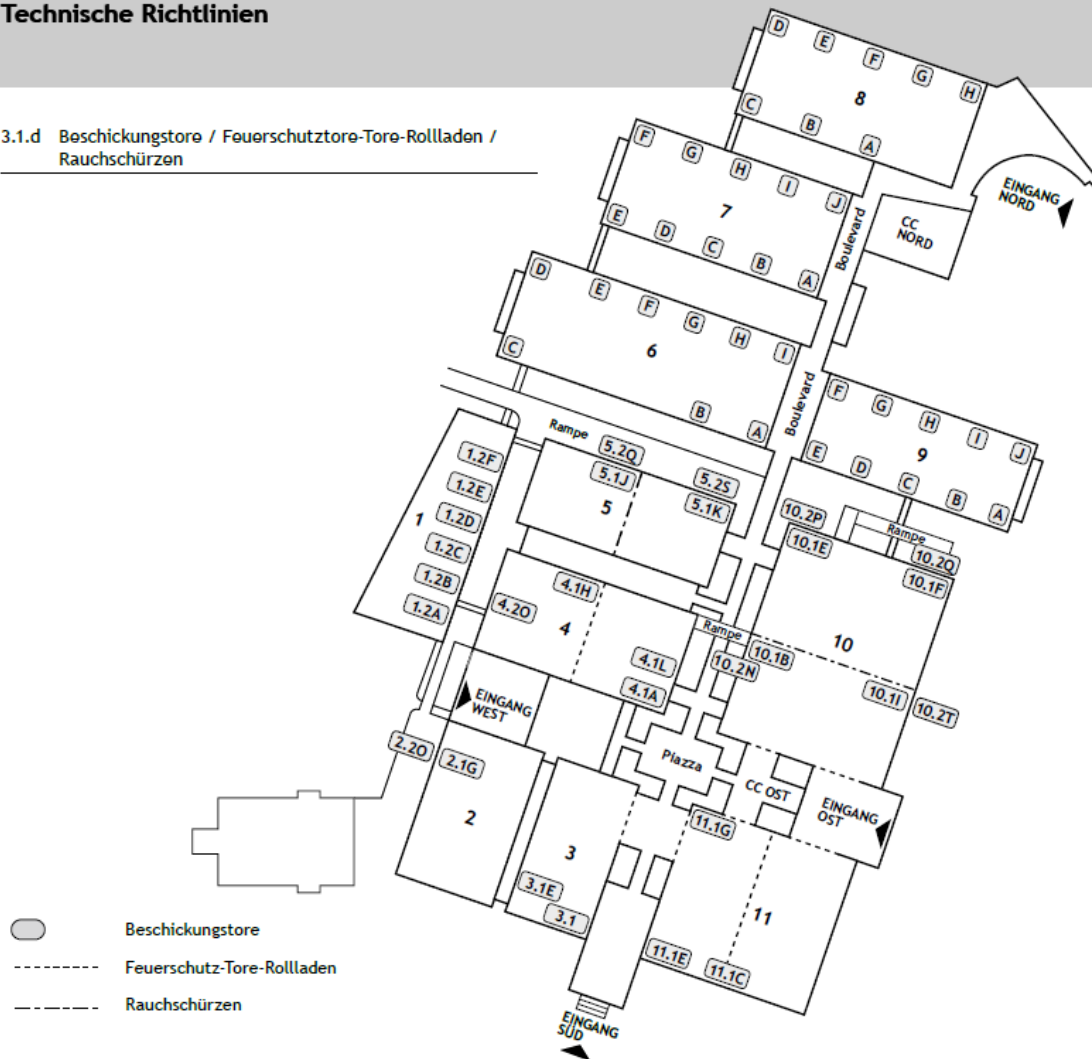 Technische Richtlinien
3.1.d Beschickungstore / Feuerschutztore-Tore-Rollladen /
Rauchschürzen
D
E
F
G
H
8
C
B
A
EINGANG
NORD
F
G
H
I
J
7
E
D
C
B
A
Boulevard
CC
NORD
D
E
F
G
H
I
6
C
B
A
Boulevard
F
G
H
I
J
9
E
D
C
B
A
Rampe
5.2Q
5.1J
5.2S
5.1K
5
1.2F
1.2E
1.2D
1.2C
1.2B
1.2A
1
10.2P
10.1E
Rampe
10.2Q
10.1F
4.1H
4.2O
4
4.1L
4.1A
Rampe
10.2N
10.1B
10
10.1I
10.2T
EINGANG
WEST
2.2O
2.1G
2
Piazza
CC OST
EINGANG
OST
11.1G
3
3.1E
3.1
11
11.1E
11.1C
EINGANG
SÜD
Beschickungstore
Feuerschutz-Tore-Rollladen
Rauchschürzen